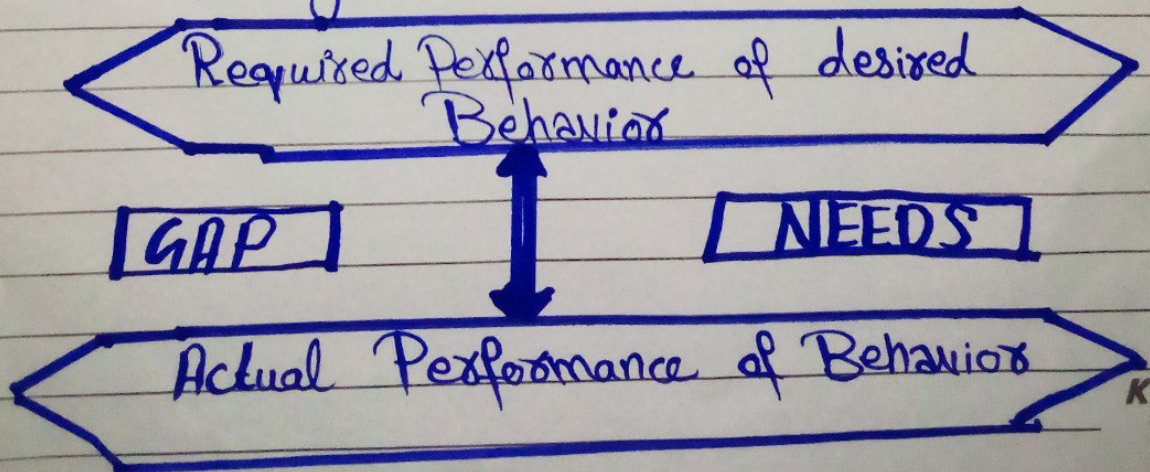 Required Performance of desired
Behavior
GAP
NEEDS
Actual Performance of Behavior
K